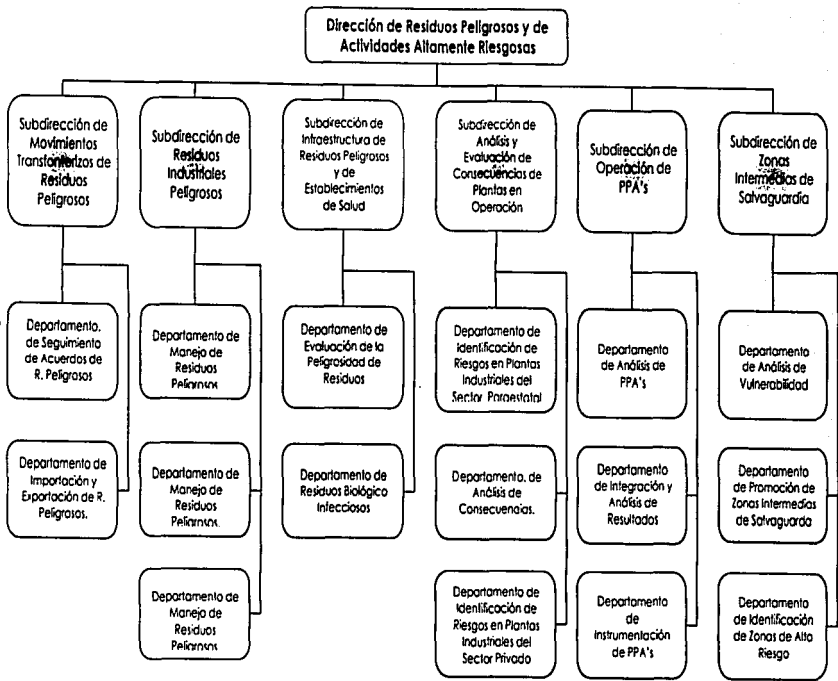 Dirección de Residuos Peligrosos y de
Actividades Altamente Riesgosas
Subdirección de
Movimientos
Transfonterizos de
Residuos
Peligrosos
Subdirección de
Residuos
Industriales
Peligrosos
Subdirección de
Infraestructura de
Residuos Peligrosos
y de
Establecimientos
de Salud
Subdirección de
Análisis y
Evaluación de
Consecuencias de
Plantas en
Operación
Subdirección de
Operación de
PPA's
Subdirección de
Zonas
Intermedias de
Salvaguardia
Departamento.
de Seguimiento
de Acuerdos de
R. Peligrosos
Departamento de
Manejo de
Residuos
Peligrosos
Departamento de
Evaluación de la
Peligrosidad de
Residuos
Departamento de
Identificación de
Riesgos en Plantas
Industriales del
Sector Paraestatal
Departamento
de Análisis de
PPA's
Departamento
de Análisis de
Vulnerabilidad
Departamento de
Importación y
Exportación de R.
Peligrosos.
Departamento de
Manejo de
Residuos
Peligrosos.
Departamento de
Residuos Biológico
Infecciosos
Departamento. de
Análisis de
Consecuencias.
Departamento
de Integración y
Análisis de
Resultados
Departamento
de Promoción de
Zonas Intermedias
de Salvaguarda
Departamento de
Manejo de
Residuos
Peligrosos
Departamento de
Identificación de
Riesgos en Plantas
Industriales del
Sector Privado
Departamento
de
Instrumentación
de PPA's
Departamento
de Identificación
de Zonas de Alto
Riesgo